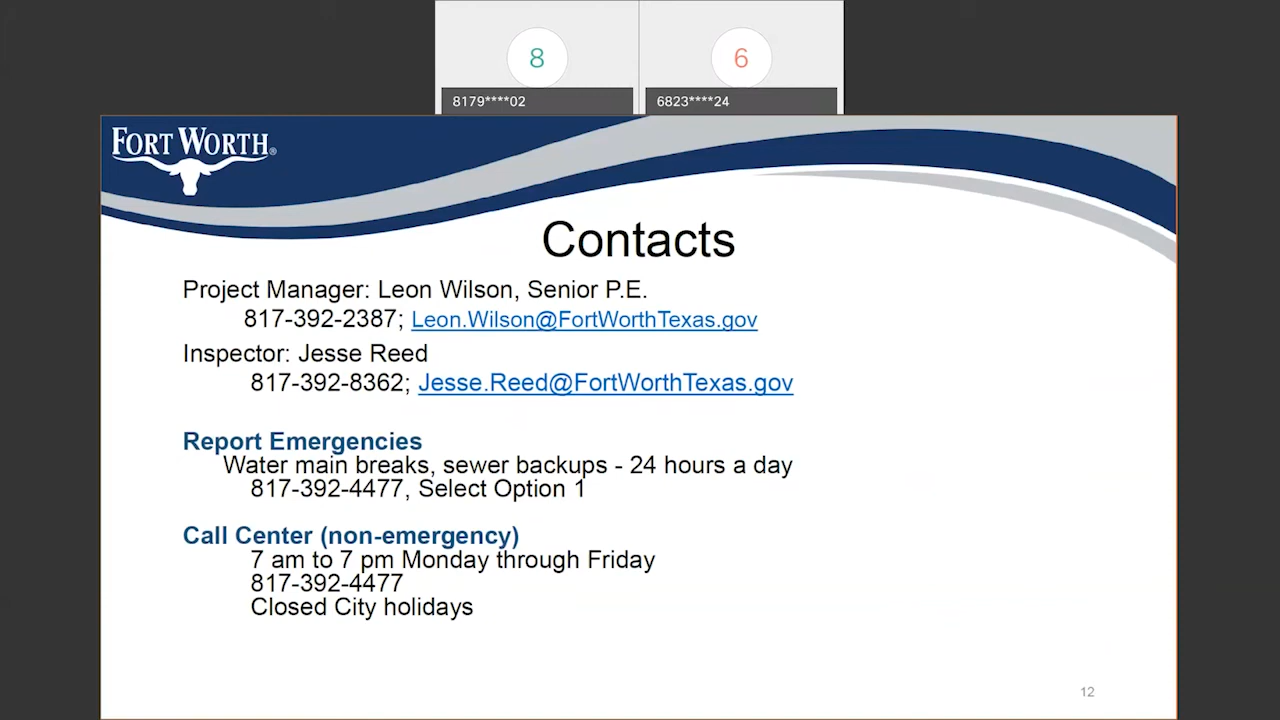 8
6
8179****02
6823****24
FORT WORTH®
Contacts
Project Manager: Leon Wilson, Senior P.E.
817-392-2387; Leon.Wilson@FortWorthTexas.gov
Inspector: Jesse Reed
817-392-8362; Jesse.Reed@FortWorthTexas.gov
Report Emergencies
Water main breaks, sewer backups - 24 hours a day
817-392-4477, Select Option 1
Call Center (non-emergency)
7 am to 7 pm Monday through Friday
817-392-4477
Closed City holidays
12